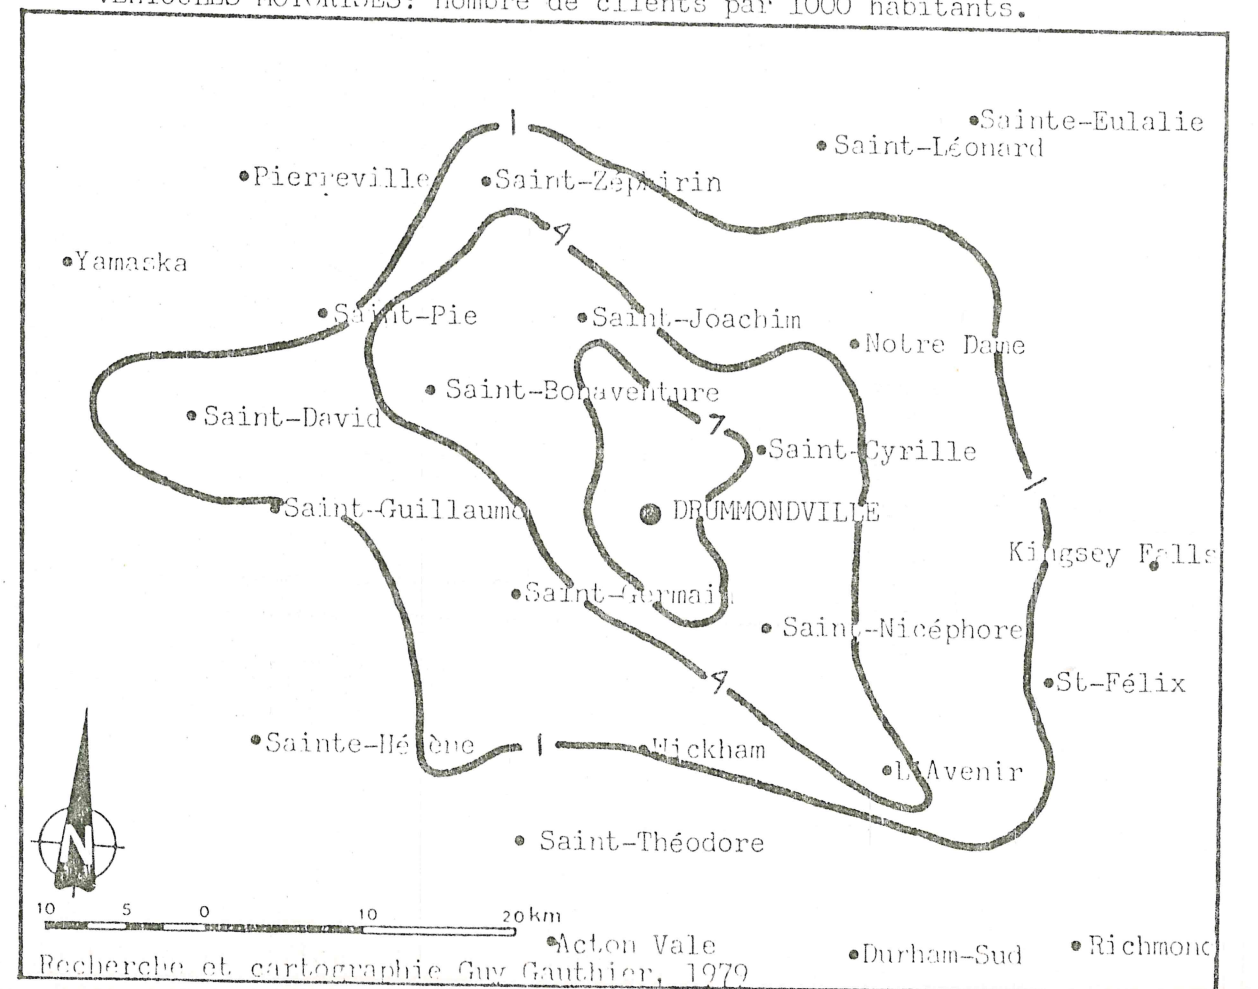 VÉHICULES MOTORISÉS: nombre de clients par 1000 habitants.
1
Sainte-Eulalie
Saint-Léonard
Pierreville
Saint-Zéphirin
4
Yamaska
Saint-Pie
Saint-Joachim
Notre Dame
Saint-Bonaventure
Saint-David
7
Saint-Cyrille
1
Saint-Guillaume
DRUMMONDVILLE
Kingsey Falls
Saint-Germain
Saint-Nicéphore
4
St-Félix
Sainte-Hélène
1
Wickham
L'Avenir
N
Saint-Théodore
10 5 0 10 20 km
Acton Vale
Durham-Sud
Richmond
Recherche et cartographie Guy Gauthier, 1979